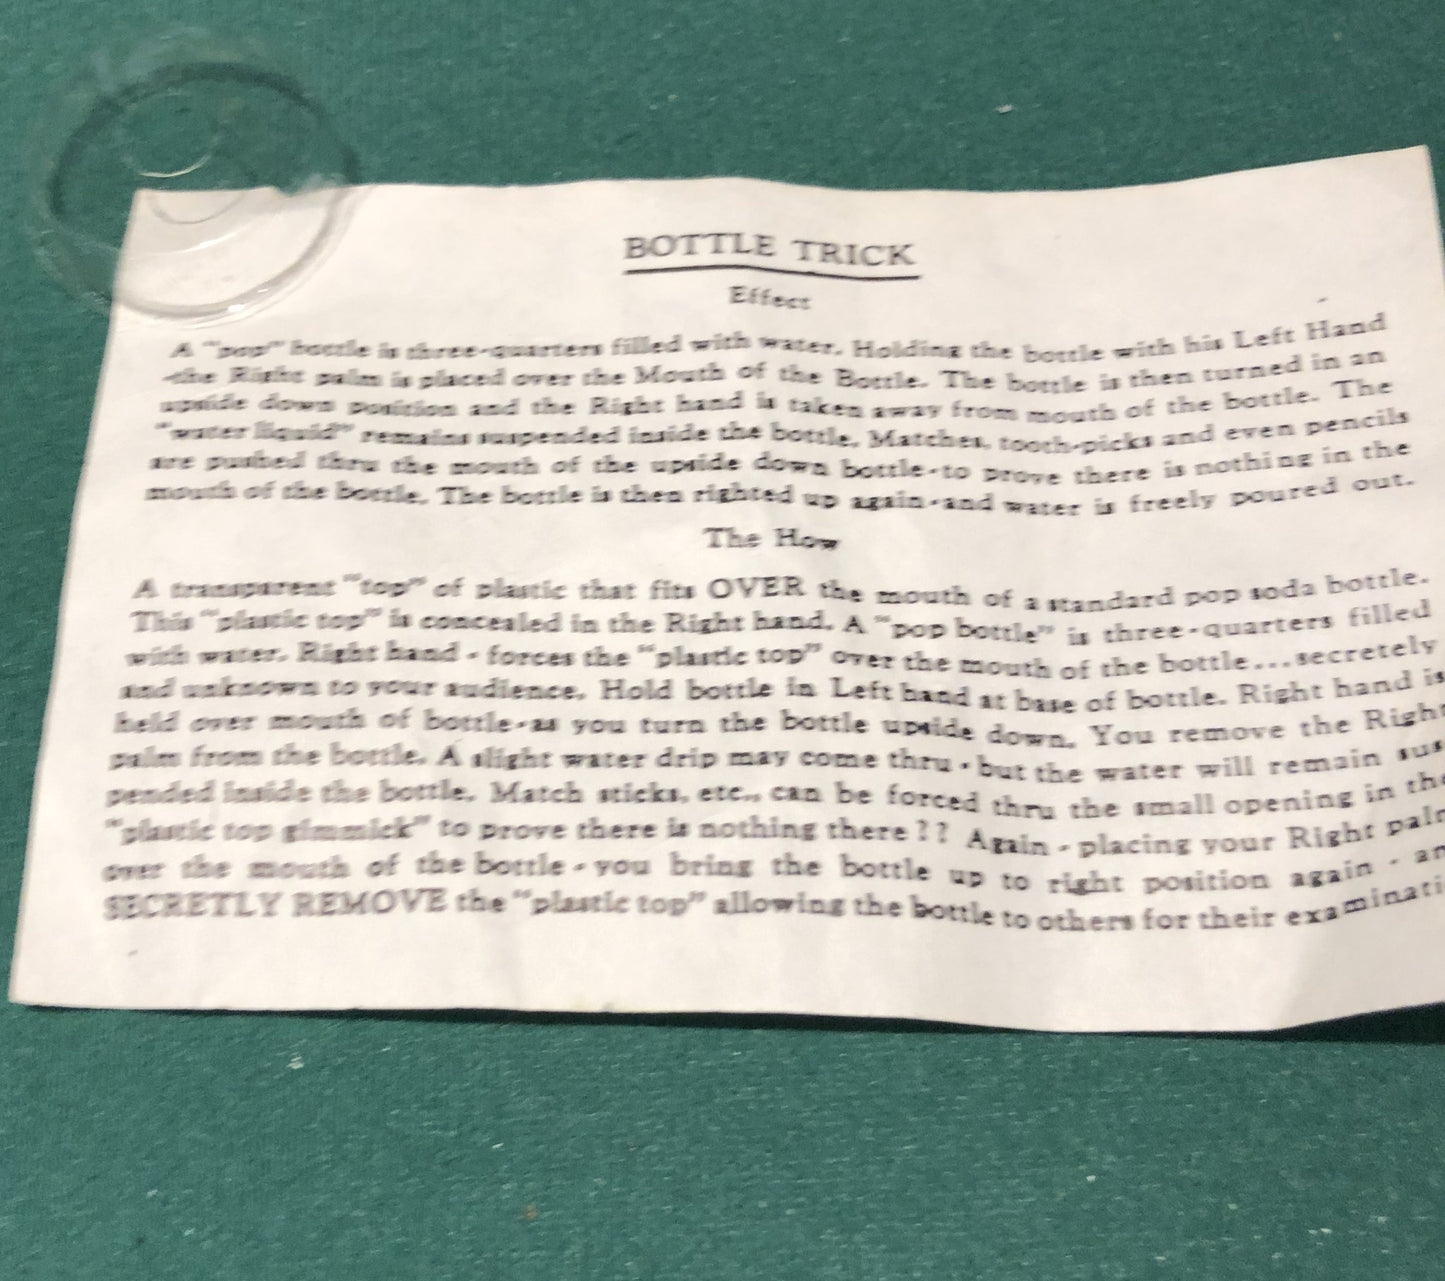 BOTTLE TRICK
Effect
A "pop" bottle is three-quarters filled with water. Holding the bottle with his Left Hand
-the Right palm is placed over the Mouth of the Bottle. The bottle is then turned in an
upside down position and the Right hand is taken away from mouth of the bottle. The
"water liquid" remains suspended inside the bottle. Matches, tooth-picks and even pencils
are pushed thru the mouth of the upside down bottle-to prove there is nothing in the
mouth of the bottle. The bottle is then righted up again-and water is freely poured out.
The How
A transparent "top" of plastic that fits OVER the mouth of a standard pop soda bottle.
This "plastic top" is concealed in the Right hand. A "pop bottle" is three-quarters filled
with water. Right hand - forces the "plastic top" over the mouth of the bottle...secretely
and unknown to your audience. Hold bottle in Left hand at base of bottle. Right hand is
held over mouth of bottle-as you turn the bottle upside down. You remove the Right
palm from the bottle. A slight water drip may come thru - but the water will remain sus
pended inside the bottle. Match sticks, etc., can be forced thru the small opening in the
"plastic top gimmick" to prove there is nothing there ?? Again - placing your Right palm
over the mouth of the bottle - you bring the bottle up to right position again - an
SECRETLY REMOVE the "plastic top" allowing the bottle to others for their examinati